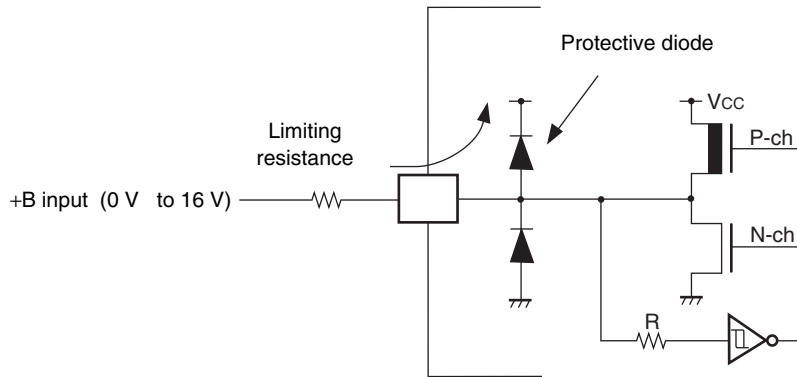 Protective diode
Limiting
resistance
VCC
P-ch
+B input (0 V to 16 V)
N-ch
R